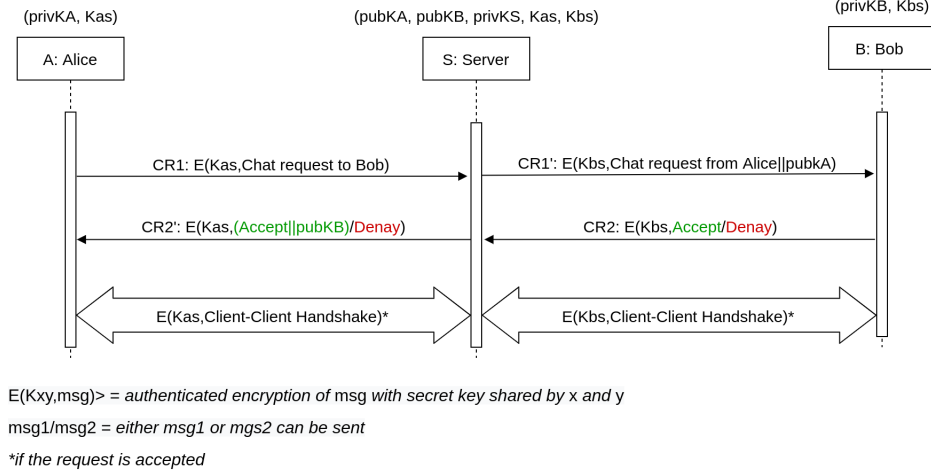 (privKA, Kas)
(pubKA, pubKB, privKS, Kas, Kbs)
(privKB, Kbs)
A: Alice
S: Server
B: Bob
CR1: E(Kas,Chat request to Bob)
CR1': E(Kbs,Chat request from Alice||pubkA)
CR2': E(Kas,(Accept||pubKB)/Denay)
CR2: E(Kbs,Accept/Denay)
E(Kas,Client-Client Handshake)*
E(Kbs,Client-Client Handshake)*
E(Kxy,msg)> = authenticated encryption of msg with secret key shared by x and y
msg1/msg2 = either msg1 or mgs2 can be sent
*if the request is accepted